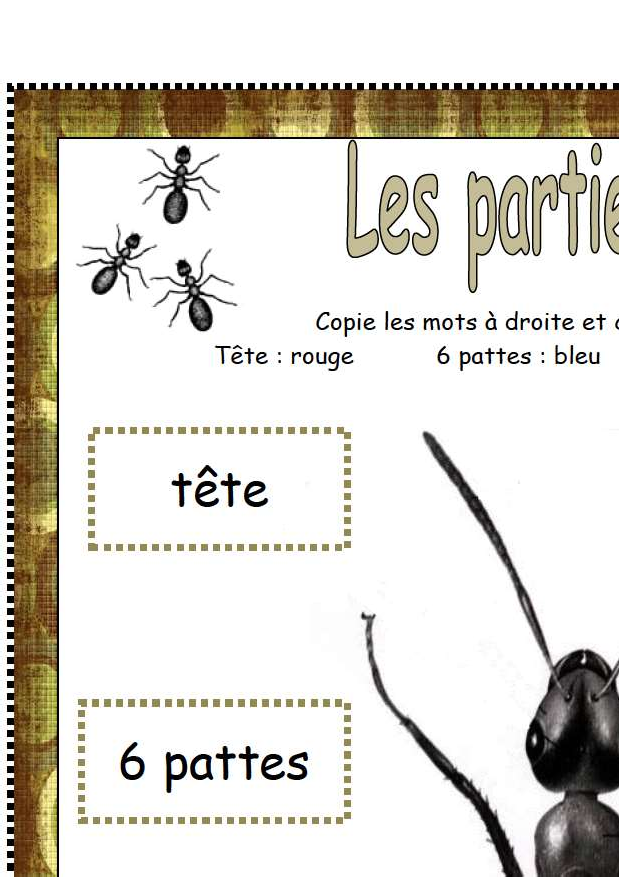 Les partie
Copie les mots à droite et
Tête : rouge 6 pattes : bleu
tête
6 pattes